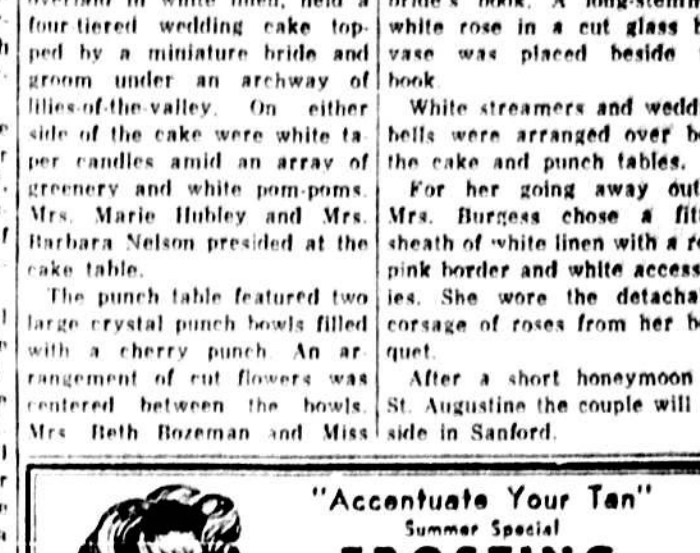 four-tiered wedding cake top-
ped by a miniature bride and
groom under an archway of
lilies-of-the-valley. On either
side of the cake were white ta-
per candles amid an array of
greenery and white pom-poms.
Mrs. Marie Hubley and Mrs.
Barbara Nelson presided at the
cake table.
The punch table featured two
large crystal punch bowls filled
with a cherry punch. An ar-
rangement of cut flowers was
centered between the bowls.
Mrs Beth Bozeman and Miss
bride's book. A long-stemm
white rose in a cut glass
vase was placed beside
book.
White streamers and wedd
bells were arranged over b
the cake and punch tables.
For her going away out
Mrs. Burgess chose a fit
sheath of white linen with a r
pink border and white access
ies. She wore the detacha
corsage of roses from her b
quet.
After a short honeymoon
St. Augustine the couple will
side in Sanford.
"Accentuate Your Tan"
Summer Special
FROSTING